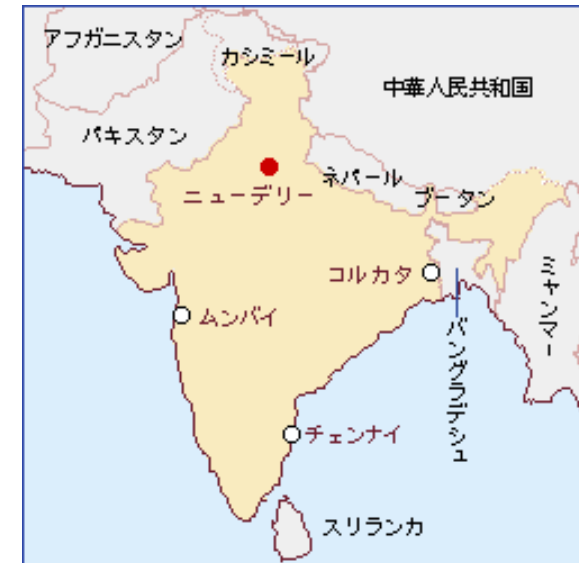 アフガニスタン
カシミール
中華人民共和国
パキスタン
ネパール
ブータン
ニューデリー
コルカタ
ミャンマー
ムンバイ
バングラデシュ
チェンナイ
スリランカ